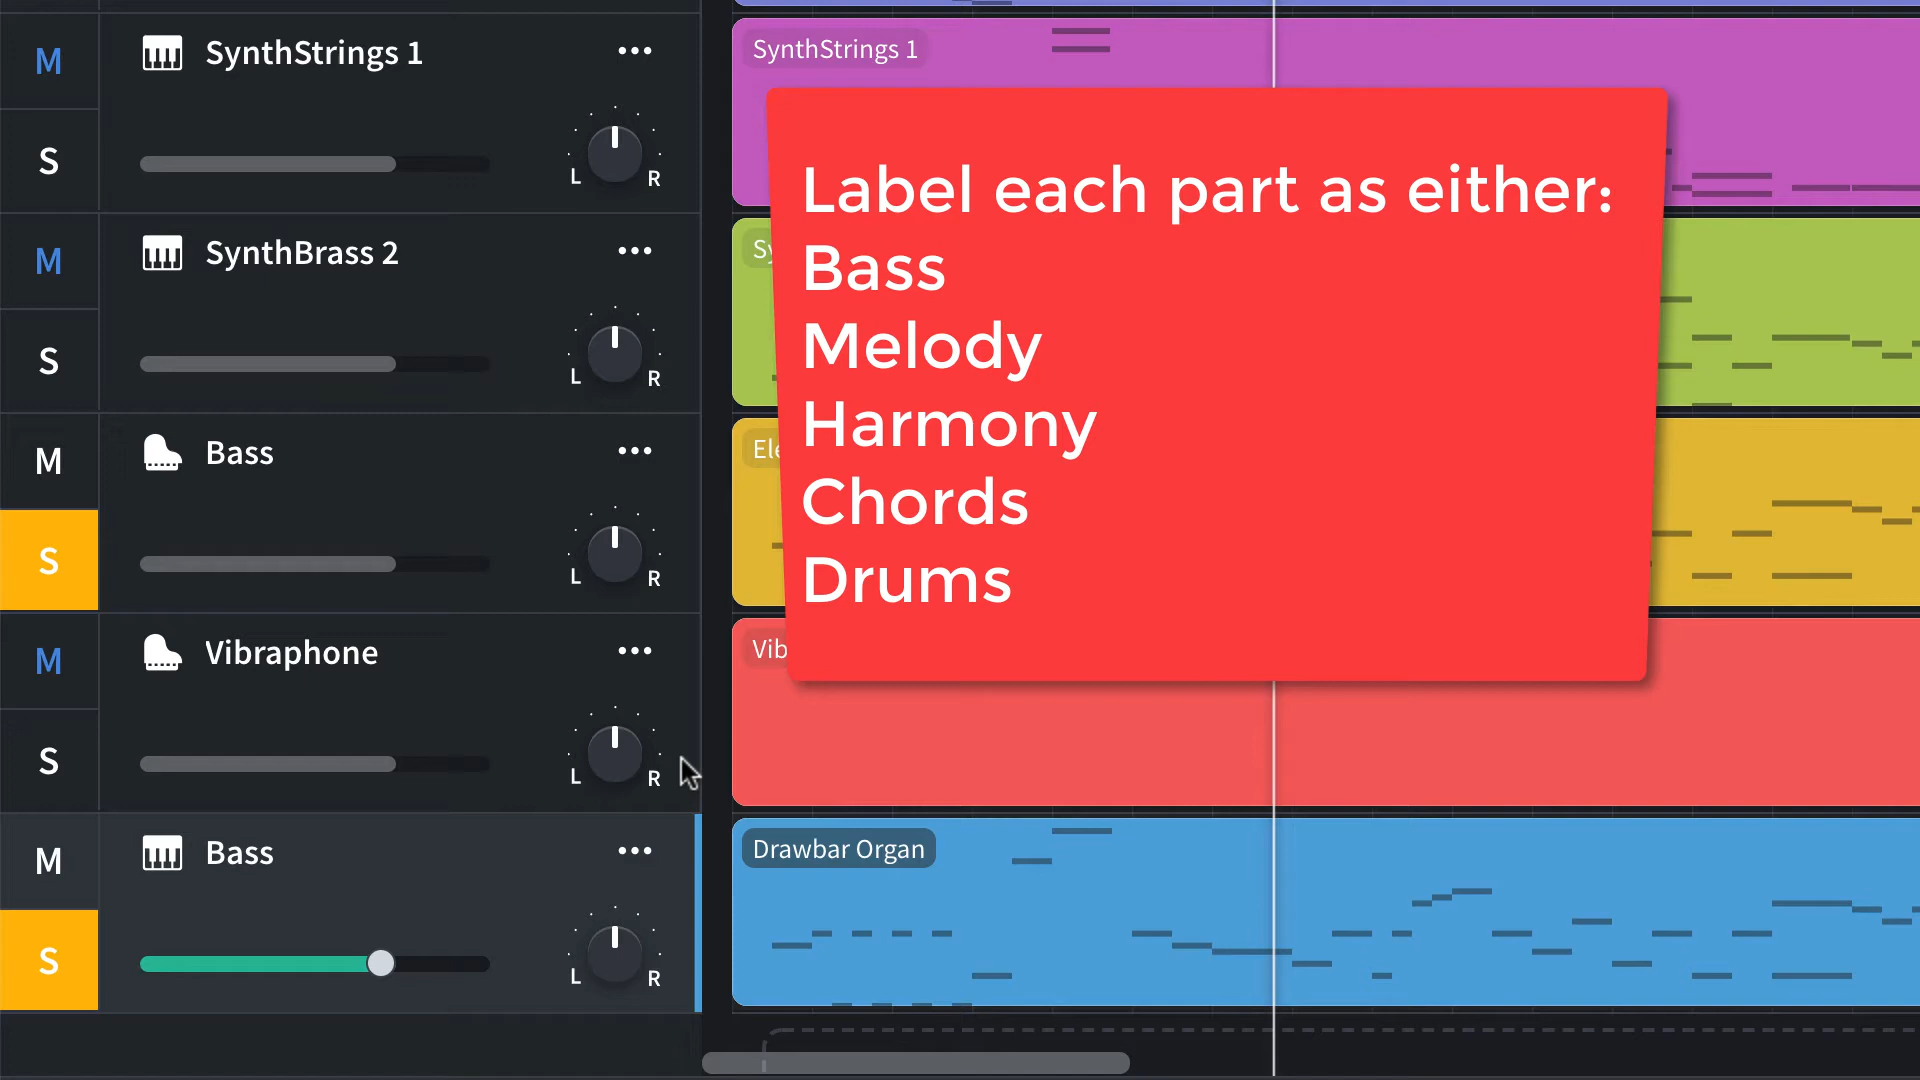 M
SynthStrings 1
S
L R
SynthStrings 1
Label each part as either:
Bass
Melody
Harmony
Chords
Drums
M
SynthBrass 2
S
L R
Sy
M
Bass
S
L R
Ele
M
Vibraphone
S
L R
Vib
M
Bass
S
L R
Drawbar Organ